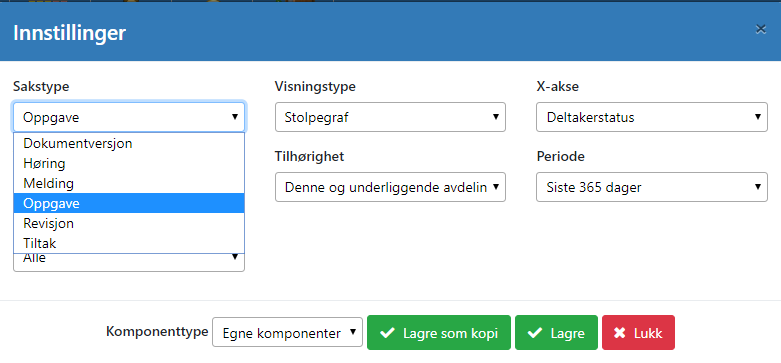 Innstillinger ×
Sakstype Visningstype X-akse
Oppgave Stolpegraf Deltakerstatus
Dokumentversjon
Høring Tilhørighet Periode
Melding Denne og underliggende avdelin Siste 365 dager
Oppgave
Revisjon
Tiltak
Alle
Komponenttype Egne komponenter Lagre som kopi Lagre Lukk